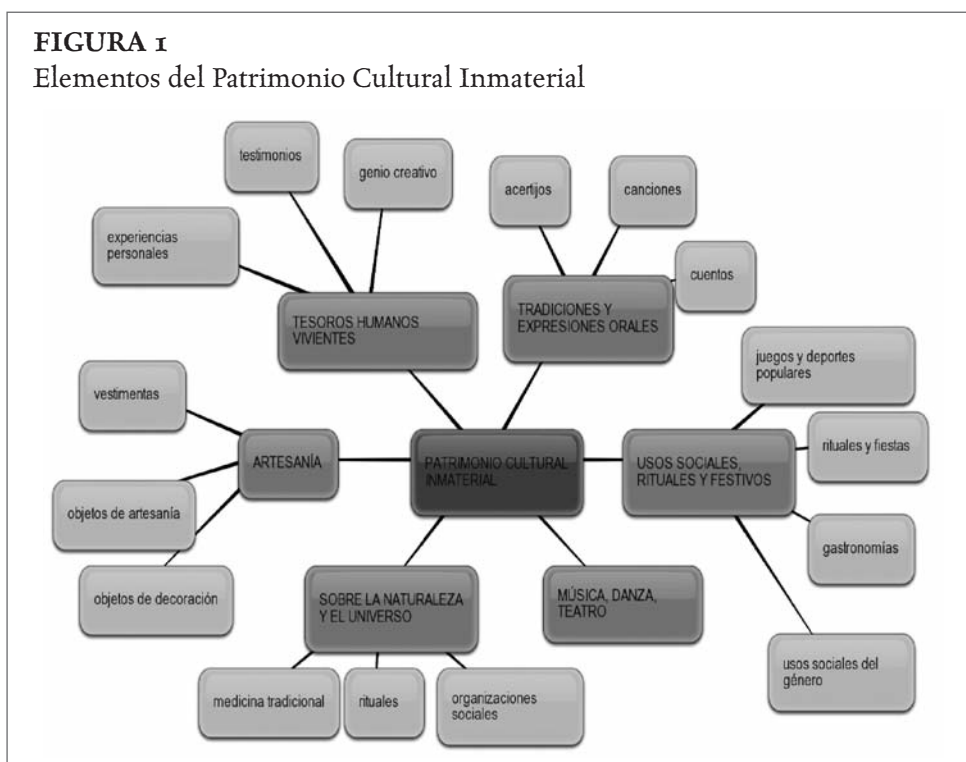 FIGURA 1
Elementos del Patrimonio Cultural Inmaterial
testimonios
genio creativo
experiencias
personales
TESOROS HUMANOS
VIVIENTES
acertijos
canciones
cuentos
TRADICIONES Y
EXPRESIONES ORALES
vestimentas
objetos de artesanía
objetos de decoración
ARTESANÍA
PATRIMONIO CULTURAL
INMATERIAL
USOS SOCIALES,
RITUALES Y FESTIVOS
juegos y deportes
populares
rituales y fiestas
gastronomías
usos sociales del
género
SOBRE LA NATURALEZA
Y EL UNIVERSO
medicina tradicional
rituales
organizaciones
sociales
MÚSICA, DANZA,
TEATRO